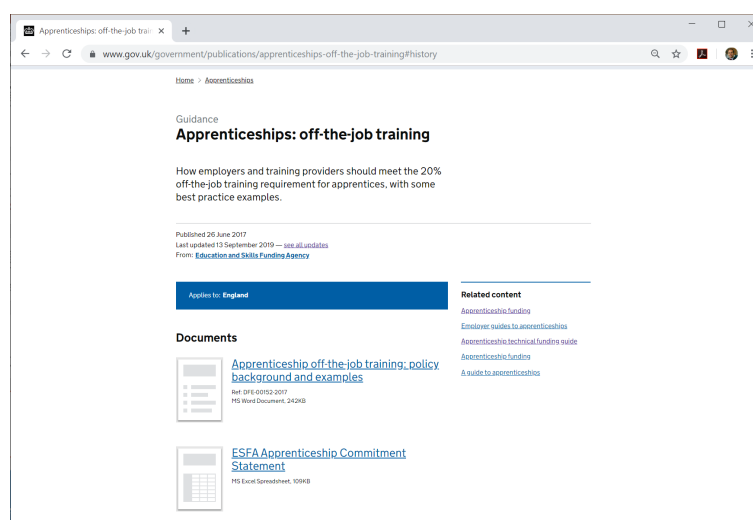 Apprenticeships: off-the-job train
www.gov.uk/government/publications/apprenticeships-off-the-job-training#history
Home > Apprenticeships
Guidance
Apprenticeships: off-the-job training
How employers and training providers should meet the 20%
off-the-job training requirement for apprentices, with some
best practice examples.
Published 26 June 2017
Last updated 13 September 2019 — see all updates
From: Education and Skills Funding Agency
Applies to: England
Documents
Apprenticeship off-the-job training: policy
background and examples
Ref: DFE-00152-2017
MS Word Document, 242KB
ESFA Apprenticeship Commitment
Statement
MS Excel Spreadsheet, 109KB
Related content
Apprenticeship funding
Employer guides to apprenticeships
Apprenticeship technical funding guide
Apprenticeship funding
A guide to apprenticeships